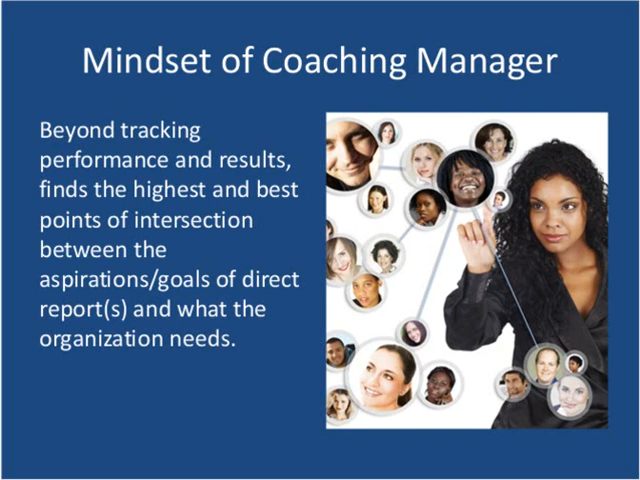 Mindset of Coaching Manager
Beyond tracking
performance and results,
finds the highest and best
points of intersection
between the
aspirations/goals of direct
report(s) and what the
organization needs.